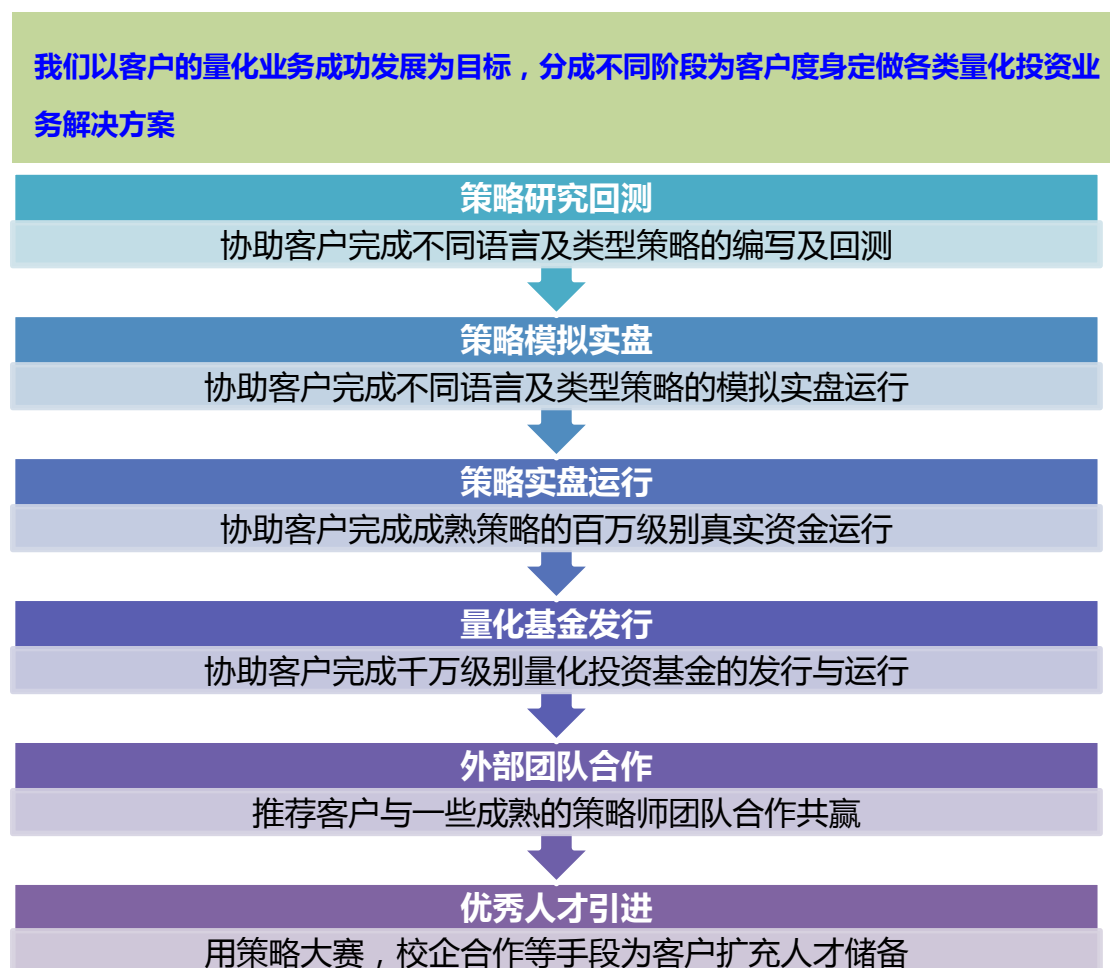 我们以客户的量化业务成功发展为目标，分成不同阶段为客户度身定做各类量化投资业
务解决方案
策略研究回测
协助客户完成不同语言及类型策略的编写及回测
策略模拟实盘
协助客户完成不同语言及类型策略的模拟实盘运行
策略实盘运行
协助客户完成成熟策略的百万级别真实资金运行
量化基金发行
协助客户完成千万级别量化投资基金的发行与运行
外部团队合作
推荐客户与一些成熟的策略师团队合作共赢
优秀人才引进
用策略大赛，校企合作等手段为客户扩充人才储备